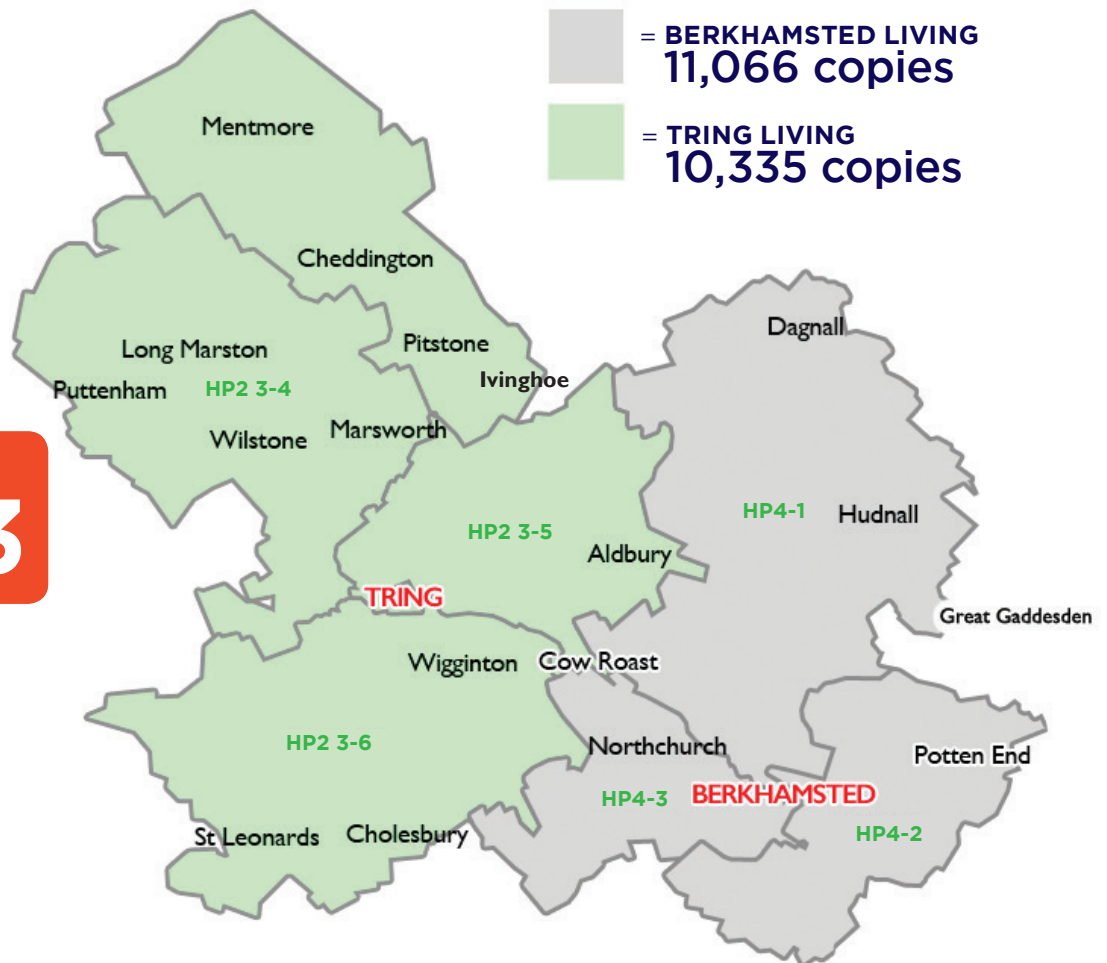 = BERKHAMSTED LIVING
11,066 copies
= TRING LIVING
10,335 copies
Mentmore
Cheddington
Dagnall
Pitstone
Long Marston
Ivinghoe
Puttenham
HP2 3-4
Marsworth
Wilstone
3
HP4-1
Hudnall
HP2 3-5
Aldbury
TRING
Great Gaddesden
Wigginton
Cow Roast
HP2 3-6
Northchurch
Potten End
HP4-3
BERKHAMSTED
HP4-2
St Leonards
Cholesbury